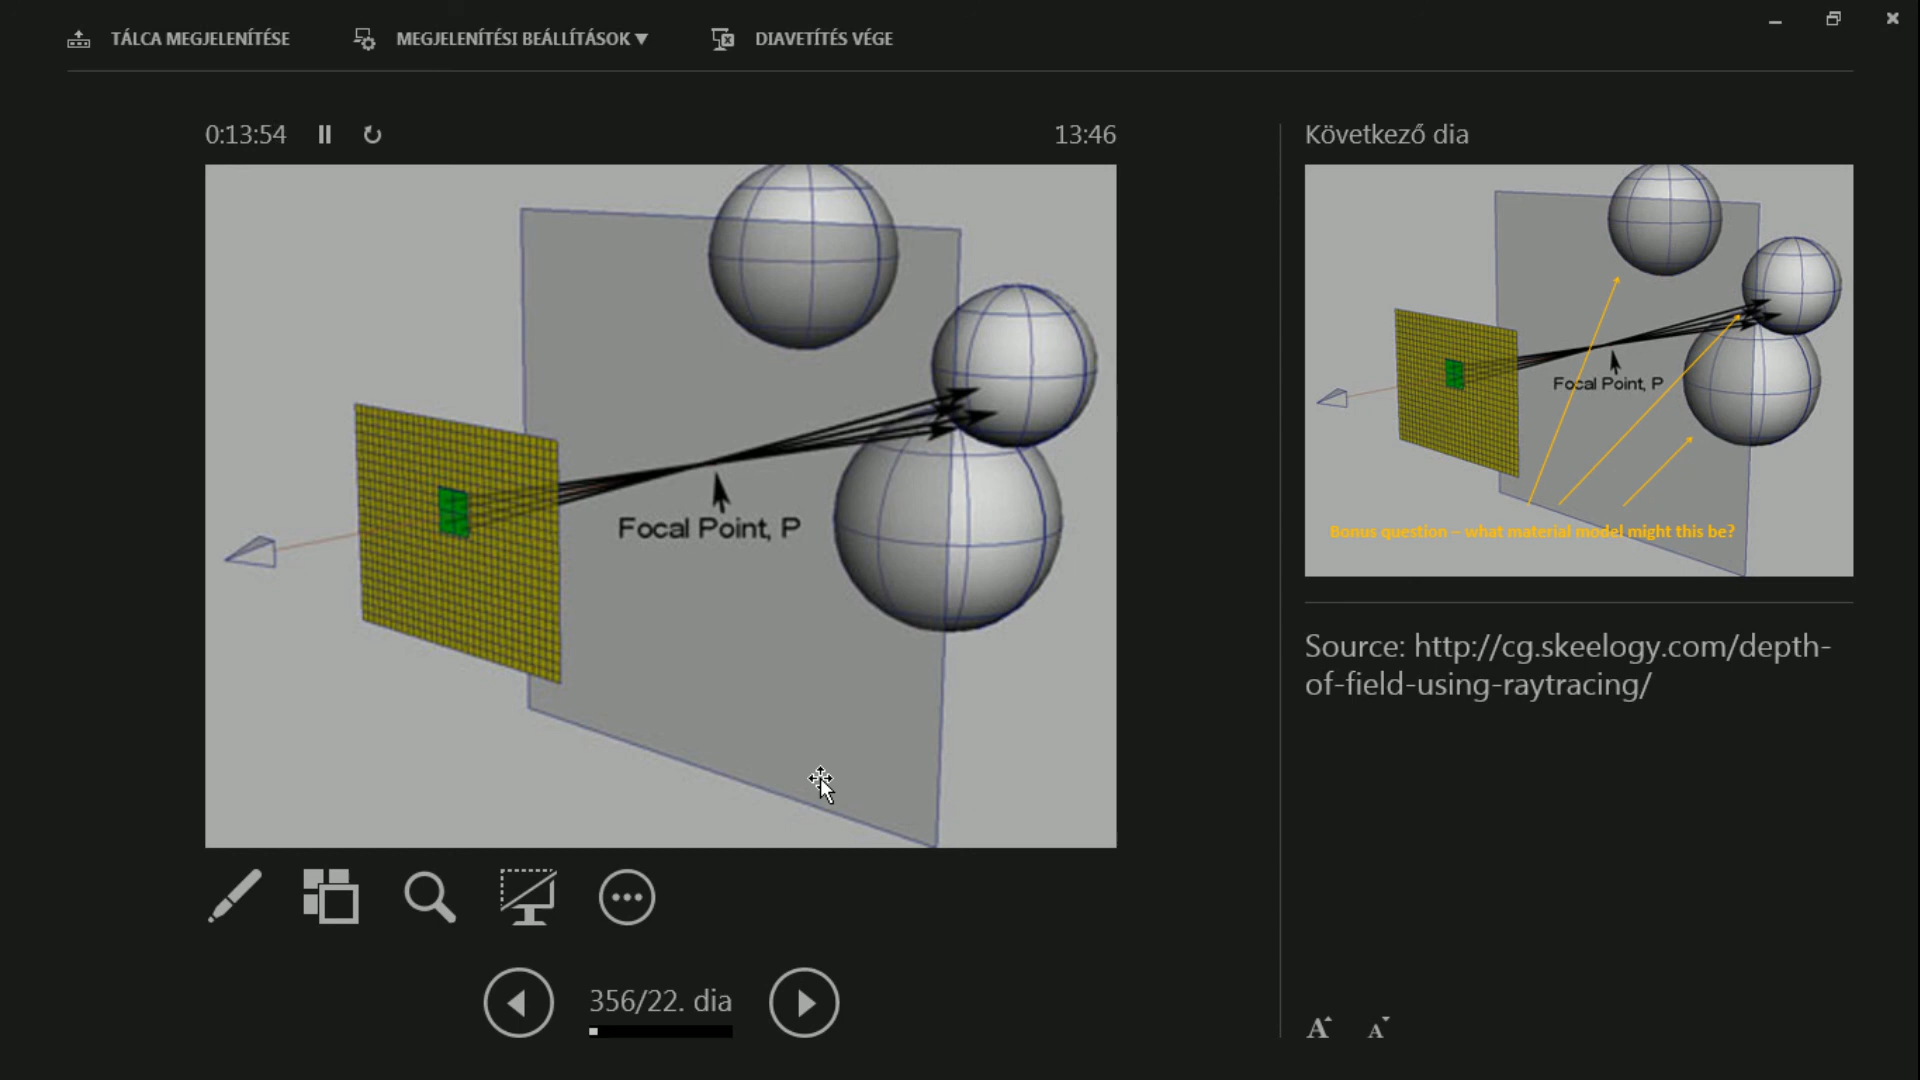 TÁLCA MEGJELENÍTÉSE
MEGJELENÍTÉSI BEÁLLÍTÁSOK ▼
DIAVETÍTÉS VÉGE
0:13:54
13:46
Focal Point, P
356/22. dia
Következő dia
Focal Point, P
Bonus question – what material model might this be?
Source: http://cg.skeelogy.com/depth-
of-field-using-raytracing/
A A